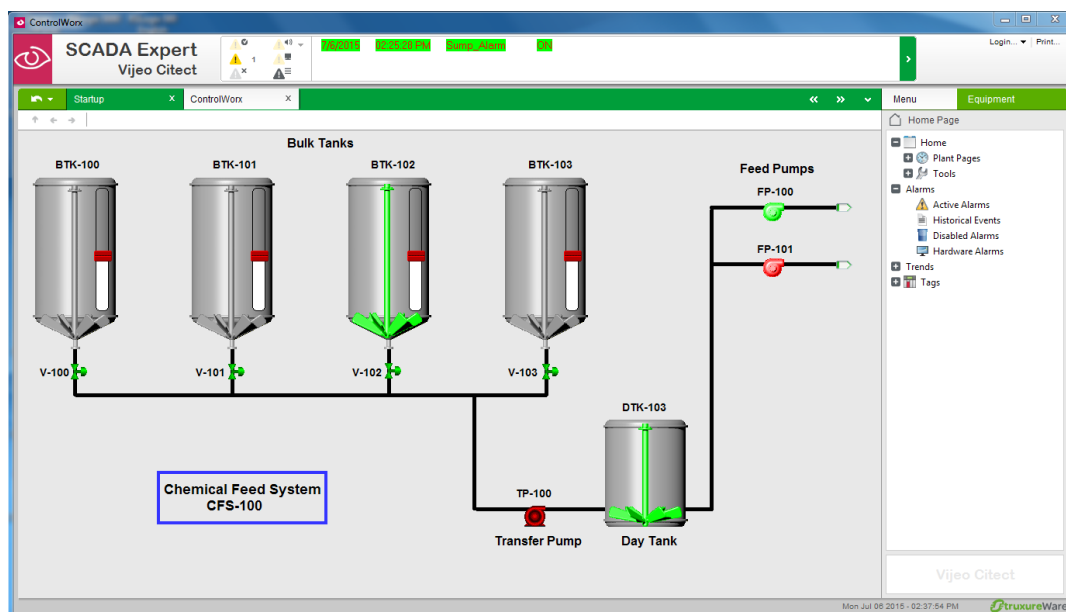 ControlWorx
SCADA Expert
Vijeo Citect
1
7/6/2015 02:25:28 PM Sump_Alarm ON
Login... Print...
Startup X ControlWorx X
Menu Equipment
Home Page
Home
Plant Pages
Tools
Alarms
Active Alarms
Historical Events
Disabled Alarms
Hardware Alarms
Trends
Tags
Bulk Tanks
BTK-100 BTK-101 BTK-102 BTK-103
Feed Pumps
FP-100
FP-101
V-100 V-101 V-102 V-103
DTK-103
Chemical Feed System
CFS-100
TP-100
Transfer Pump Day Tank
Vijeo Citect
Mon Jul 06 2015 - 02:37:54 PM StruxureWare